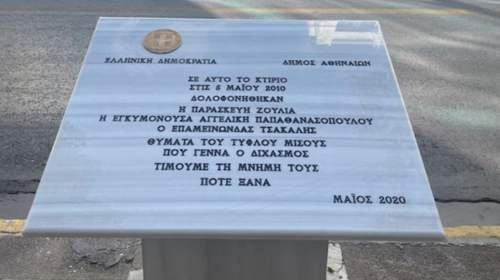 ΕΛΛΗΝΙΚΗ ΔΗΜΟΚΡΑΤΙΑ
ΔΗΜΟΣ ΑΘΗΝΑΙΩΝ
ΣΕ ΑΥΤΟ ΤΟ ΚΤΙΡΙΟ
ΣΤΙΣ 5 ΜΑΪΟΥ 2010
ΔΟΛΟΦΟΝΗΘΗΚΑΝ
Η ΠΑΡΑΣΚΕΥΗ ΖΟΥΛΙΑ
Η ΕΓΚΥΜΟΝΟΥΣΑ ΑΓΓΕΛΙΚΗ ΠΑΠΑΘΑΝΑΣΟΠΟΥΛΟΥ
Ο ΕΠΑΜΕΙΝΩΝΔΑΣ ΤΣΑΚΑΛΗΣ
ΘΥΜΑΤΑ ΤΟΥ ΤΥΦΛΟΥ ΜΙΣΟΥΣ
ΠΟΥ ΓΕΝΝΑ Ο ΔΙΧΑΣΜΟΣ
ΤΙΜΟΥΜΕ ΤΗ ΜΝΗΜΗ ΤΟΥΣ
ΠΟΤΕ ΞΑΝΑ
ΜΑΪΟΣ 2020